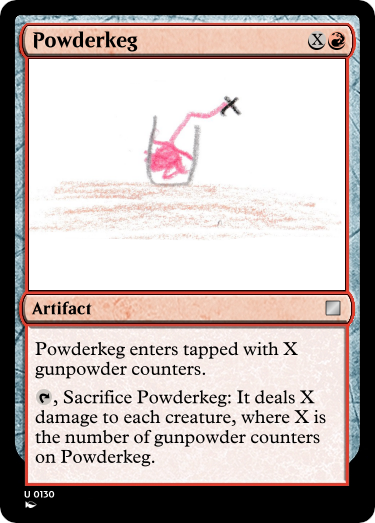 Powderkeg X
Artifact
Powderkeg enters tapped with X
gunpowder counters.
, Sacrifice Powderkeg: It deals X
damage to each creature, where X is
the number of gunpowder counters
on Powderkeg.
U 0130